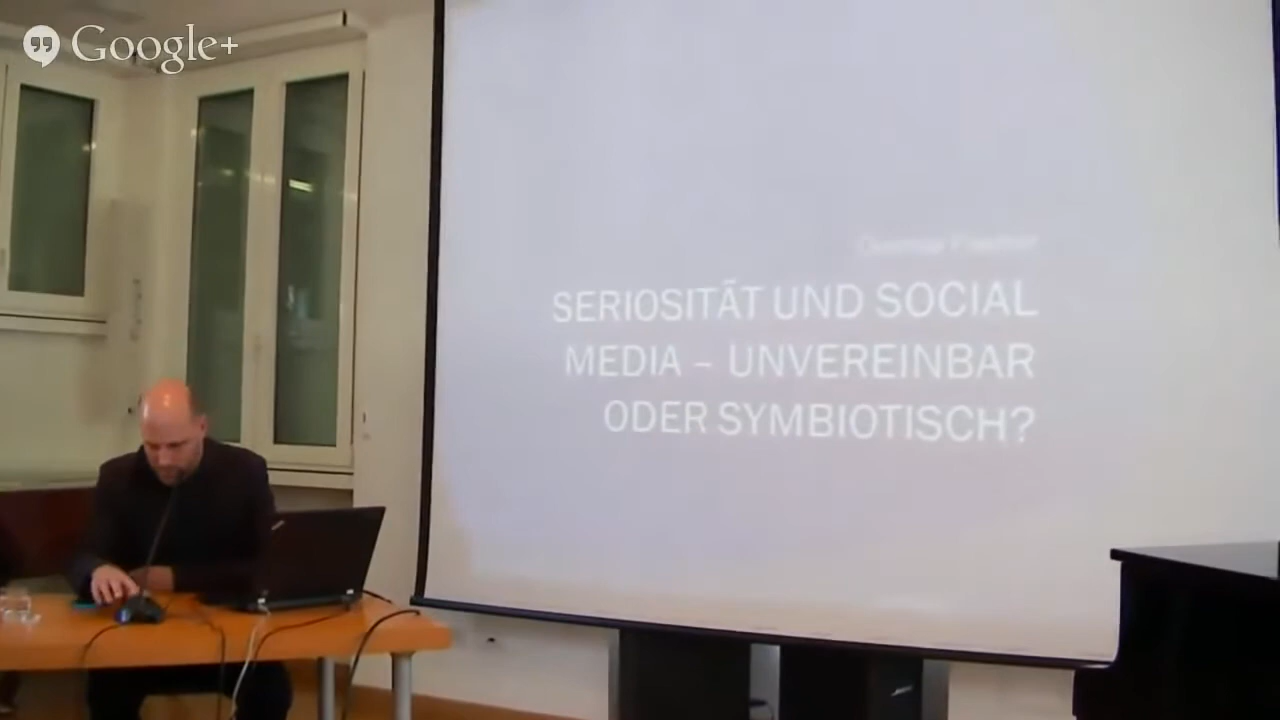 Google+
SERIOSITÄT UND SOCIAL
MEDIA – UNVEREINBAR
ODER SYMBIOTISCH?